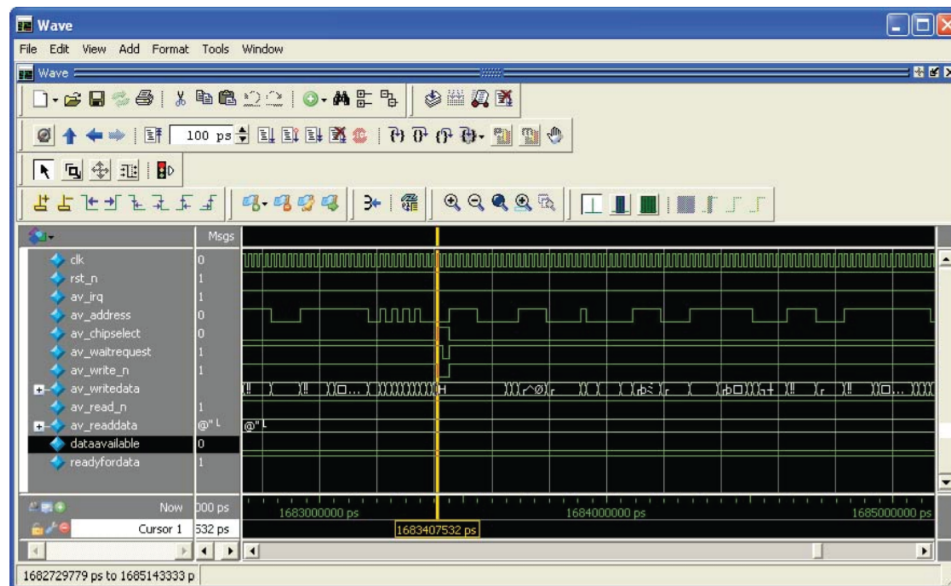 Wave
File Edit View Add Format Tools Window
Wave
100 ps
Msgs
clk 0
rst_n 1
av_irq 1
av_address 0
av_chipselect 0
av_waitrequest 1
av_write_n 1
av_writedata H
av_read_n 1
av_readdata @" L @" L
dataavailable 0
readyfordata 1
Now 000 ps 1683000000 ps 1684000000 ps 1685000000 ps
Cursor 1 532 ps 1683407532 ps
1682729779 ps to 1685143333 p